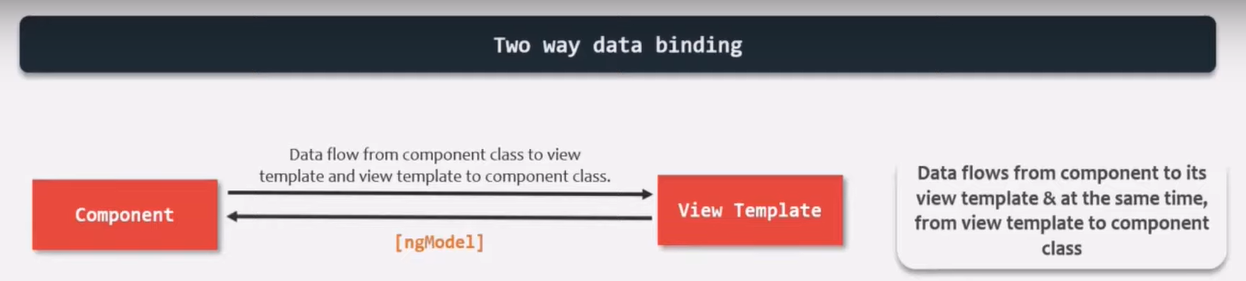 Two way data binding
Data flow from component class to view
template and view template to component class.
Component
View Template
[ngModel]
Data flows from component to its
view template & at the same time,
from view template to component
class